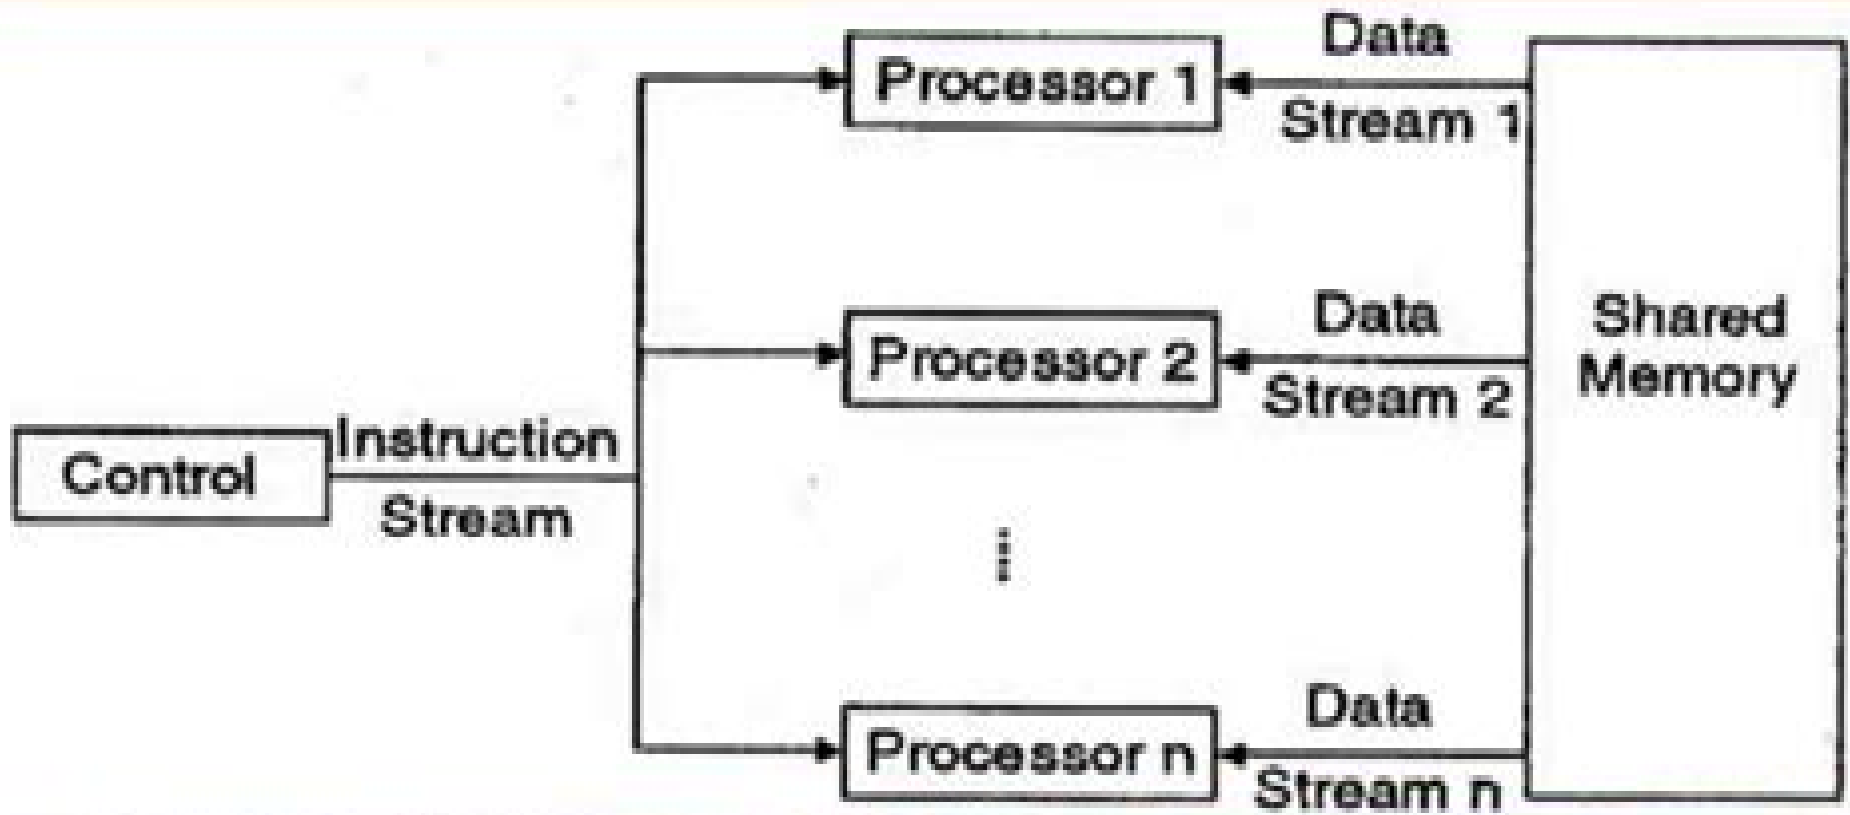 Data
Processor 1
Stream 1
Data
Processor 2
Stream 2
Shared
Memory
Instruction
Control
Stream
Data
Processor n
Stream n